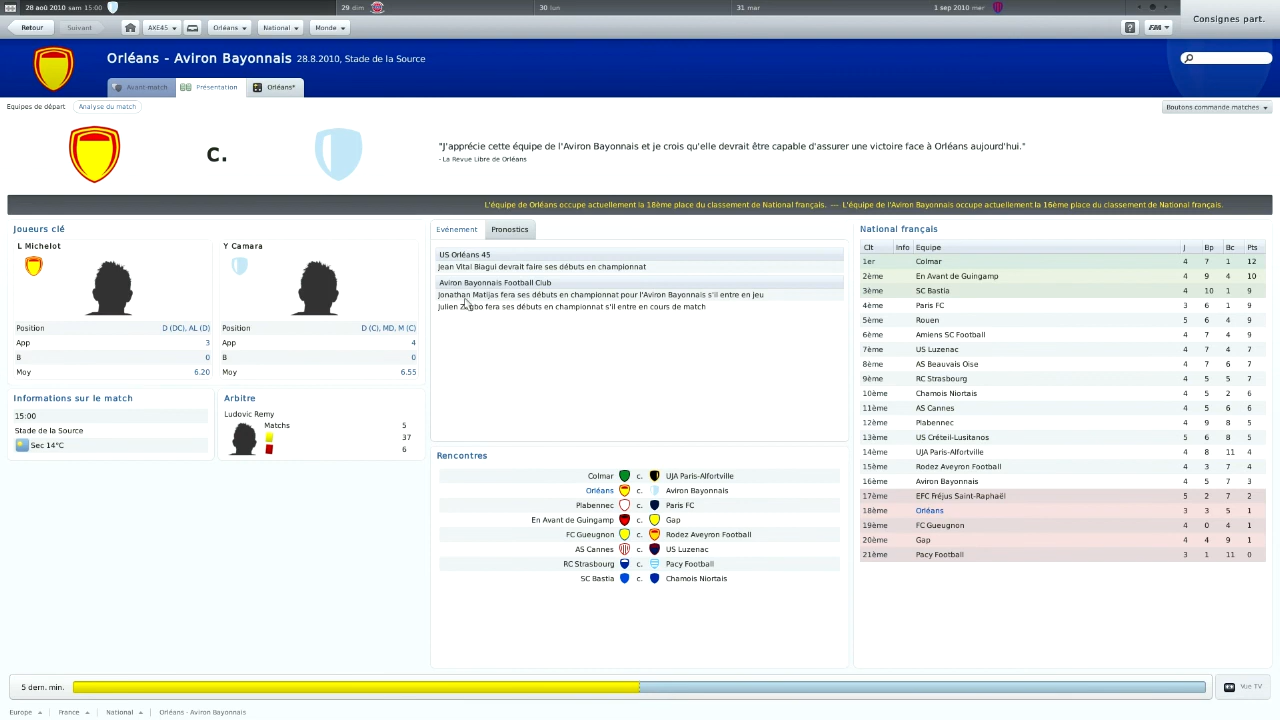 28 aoû 2010 sam 15:00
29 dim
30 lun
31 mar
1 sep 2010 mer
Retour
Suivant
AXE45
Orléans
National
Monde
?
FM
Consignes part.
Orléans - Aviron Bayonnais 28.8.2010, Stade de la Source
Avant-match
Présentation
Orléans*
Equipes de départ
Analyse du match
Boutons commande matches
c.
"J'apprécie cette équipe de l'Aviron Bayonnais et je crois qu'elle devrait être capable d'assurer une victoire face à Orléans aujourd'hui."
- La Revue Libre de Orléans
L'équipe de Orléans occupe actuellement la 18ème place du classement de National français. — L'équipe de l'Aviron Bayonnais occupe actuellement la 16ème place du classement de National français.
Joueurs clé
L Michelot
Position D (DC), AL (D)
App 3
B 0
Moy 6.20
Y Camara
Position D (C), MD, M (C)
App 4
B 0
Moy 6.55
Informations sur le match
15:00
Stade de la Source
Sec 14°C
Arbitre
Ludovic Remy
Matchs 5
37
6
Evénement
Pronostics
US Orléans 45
Jean Vital Biagui devrait faire ses débuts en championnat
Aviron Bayonnais Football Club
Jonathan Matijas fera ses débuts en championnat pour l'Aviron Bayonnais s'il entre en jeu
Julien fera ses débuts en championnat s'il entre en cours de match
Rencontres
Colmar c. UJA Paris-Alfortville
Orléans c. Aviron Bayonnais
Plabennec c. Paris FC
En Avant de Guingamp c. Gap
FC Gueugnon c. Rodez Aveyron Football
AS Cannes c. US Luzenac
RC Strasbourg c. Pacy Football
SC Bastia c. Chamois Niortais
National français
Clt Info Equipe J Bp Bc Pts
1er Colmar 4 7 1 12
2ème En Avant de Guingamp 4 9 4 10
3ème SC Bastia 4 10 1 9
4ème Paris FC 3 6 1 9
5ème Rouen 5 6 4 9
6ème Amiens SC Football 4 7 4 9
7ème US Luzenac 4 7 4 7
8ème AS Beauvais Oise 4 7 6 7
9ème RC Strasbourg 4 5 5 7
10ème Chamois Niortais 4 5 2 6
11ème AS Cannes 4 5 6 6
12ème Plabennec 4 9 8 5
13ème US Créteil-Lusitanos 5 6 8 5
14ème UJA Paris-Alfortville 4 8 11 4
15ème Rodez Aveyron Football 4 3 7 4
16ème Aviron Bayonnais 4 5 7 3
17ème EFC Fréjus Saint-Raphaël 5 2 7 2
18ème Orléans 3 3 5 1
19ème FC Gueugnon 4 0 4 1
20ème Gap 4 4 9 1
21ème Pacy Football 3 1 11 0
5 dern. min.
Vue TV
Europe
France
National
Orléans - Aviron Bayonnais